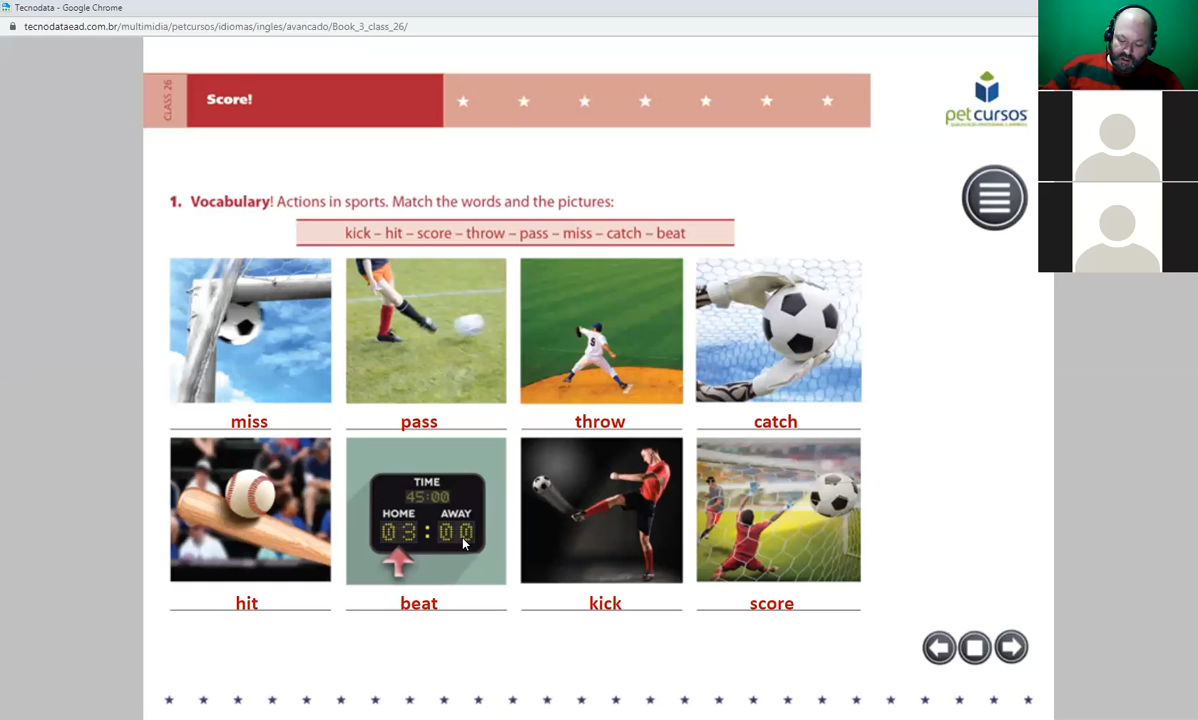 Tecnodata - Google Chrome
tecnodataead.com.br/multimidia/petcursos/idiomas/ingles/avancado/Book_3_class_26/
CLASS 26
Score!
pet cursos
1. Vocabulary! Actions in sports. Match the words and the pictures:
kick – hit – score – throw – pass – miss – catch – beat
S
miss
pass
throw
catch
TIME
45:00
HOME AWAY
03:00
hit
beat
kick
score